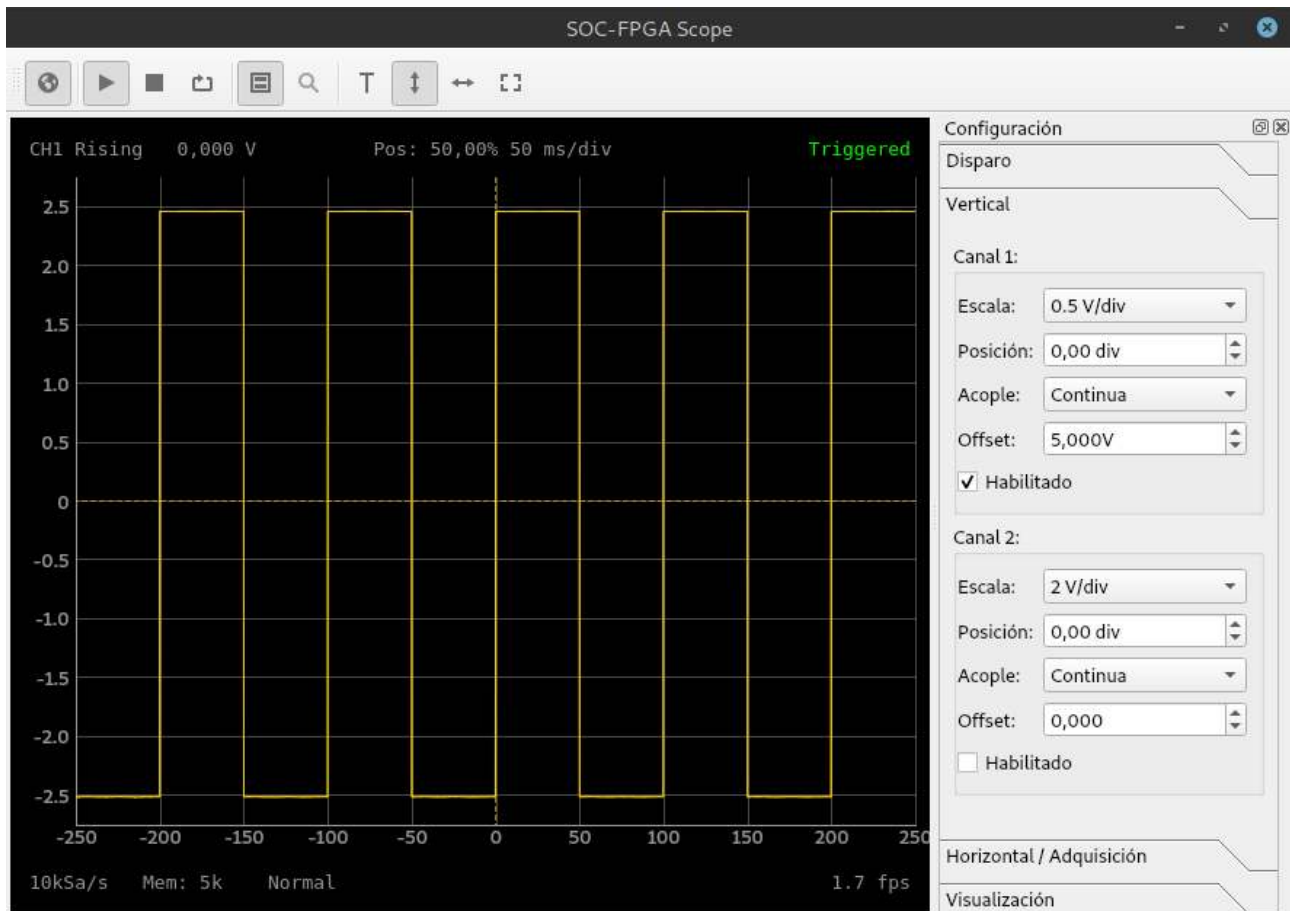 SOC-FPGA Scope
T
CH1 Rising 0,000 V Pos: 50,00% 50 ms/div Triggered
2.5
2.0
1.5
1.0
0.5
0
-0.5
-1.0
-1.5
-2.0
-2.5
-250 -200 -150 -100 -50 0 50 100 150 200 250
10kSa/s Mem: 5k Normal 1.7 fps
Configuración
Disparo
Vertical
Canal 1:
Escala: 0.5 V/div
Posición: 0,00 div
Acople: Continua
Offset: 5,000V
Habilitado
Canal 2:
Escala: 2 V/div
Posición: 0,00 div
Acople: Continua
Offset: 0,000
Habilitado
Horizontal / Adquisición
Visualización